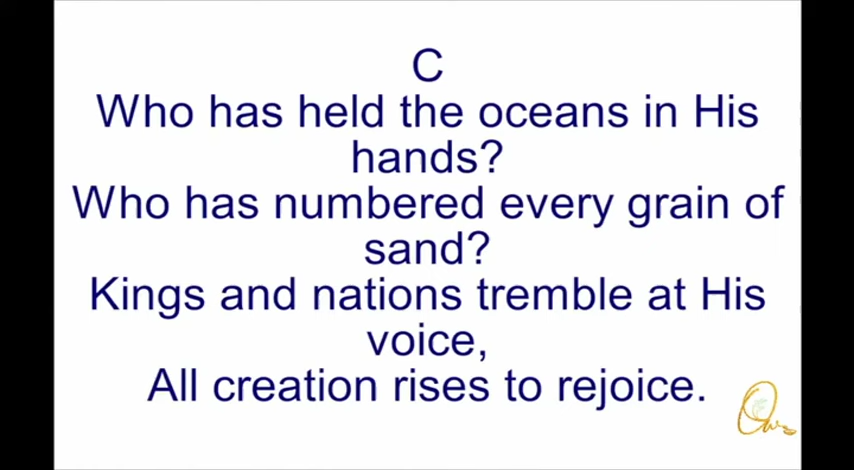 C
Who has held the oceans in His
hands?
Who has numbered every grain of
sand?
Kings and nations tremble at His
voice,
All creation rises to rejoice.